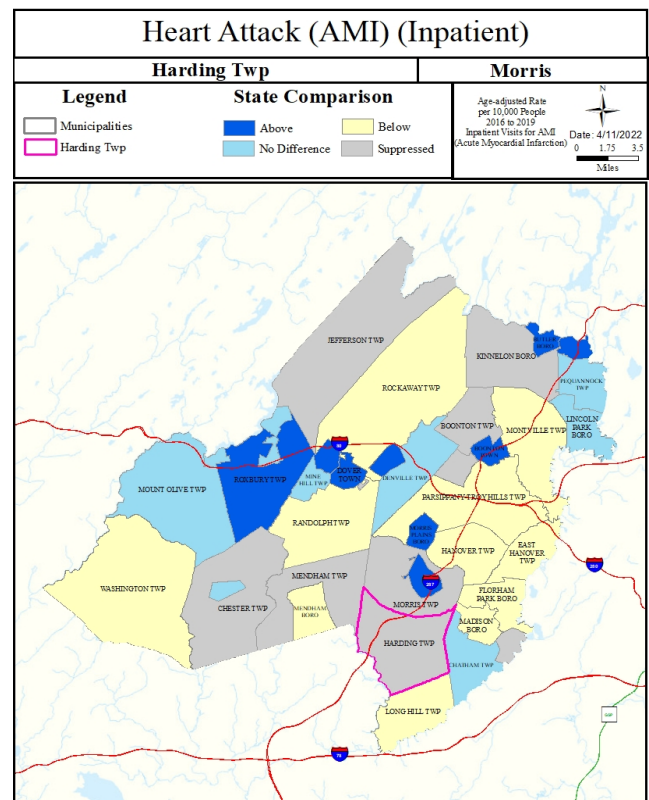 Heart Attack (AMI) (Inpatient)
Harding Twp
Morris
Legend
Municipalities
Harding Twp
State Comparison
Above
Below
No Difference
Suppressed
Age-adjusted Rate
per 10,000 People
2016 to 2019
Inpatient Visits for AMI
(Acute Myocardial Infarction)
N
Date: 4/11/2022
0 1.75 3.5
Miles
JEFFERSON TWP
KINNELON BORO
BUTLER
BORO
PEQUANNOCK
TWP
ROCKAWAY TWP
LINCOLN
PARK
BORO
BOONTON TWP
MONTVILLE TWP
80
BOONTON
TOWN
MOUNT OLIVE TWP
ROXBURY TWP
MINE
HILL TWP
DOVER
TOWN
DENVILLE TWP
PARSIPPANY-TROY HILLS TWP
RANDOLPH TWP
MORRIS
PLAINS
BORO
HANOVER TWP
EAST
HANOVER
TWP
280
WASHINGTON TWP
MENDHAM TWP
287
CHESTER TWP
MENDHAM
BORO
MORRIS TWP
FLORHAM
PARK BORO
MADISON
BORO
HARDING TWP
CHATHAM TWP
LONG HILL TWP
GSP
78